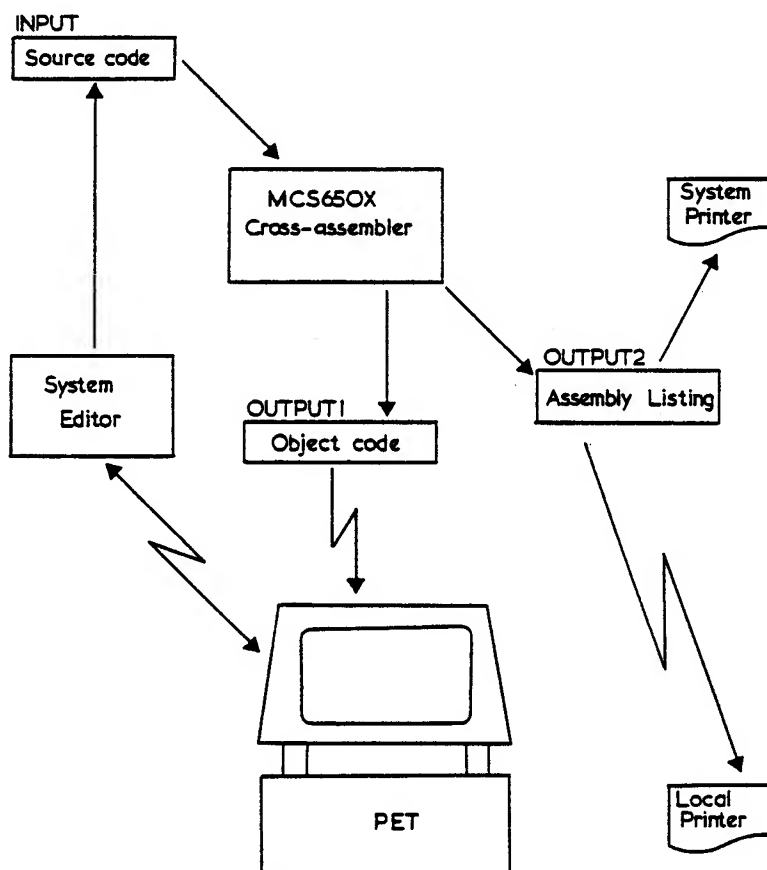 INPUT
Source code
MCS650X
Cross-assembler
System
Printer
System
Editor
OUTPUT1
Object code
OUTPUT2
Assembly Listing
PET
Local
Printer